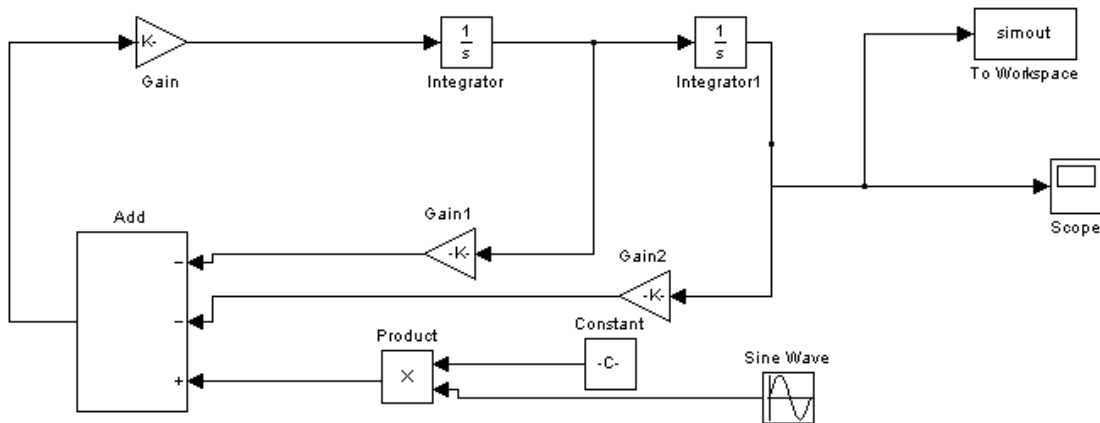 K-
Gain
1
s
Integrator
1
s
Integrator1
simout
To Workspace
Scope
Add
−
−
+
Gain1
-K-
Gain2
-K-
Product
×
Constant
-C-
Sine Wave